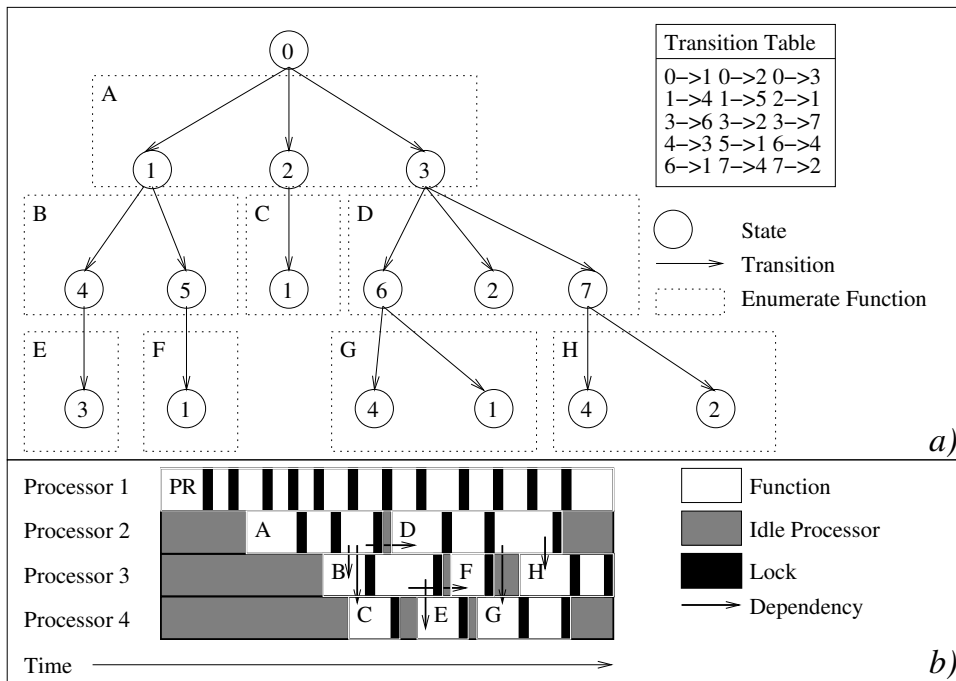 0
Transition Table
0->1 0->2 0->3
1->4 1->5 2->1
3->6 3->2 3->7
4->3 5->1 6->4
6->1 7->4 7->2
A
1
2
3
B
C
D
State
Transition
Enumerate Function
4
5
1
6
2
7
E
F
G
H
3
1
4
1
4
2
a)
Processor 1
PR
Function
Processor 2
A
D
Idle Processor
Processor 3
B
F
H
Lock
Processor 4
C
E
G
Dependency
Time
b)